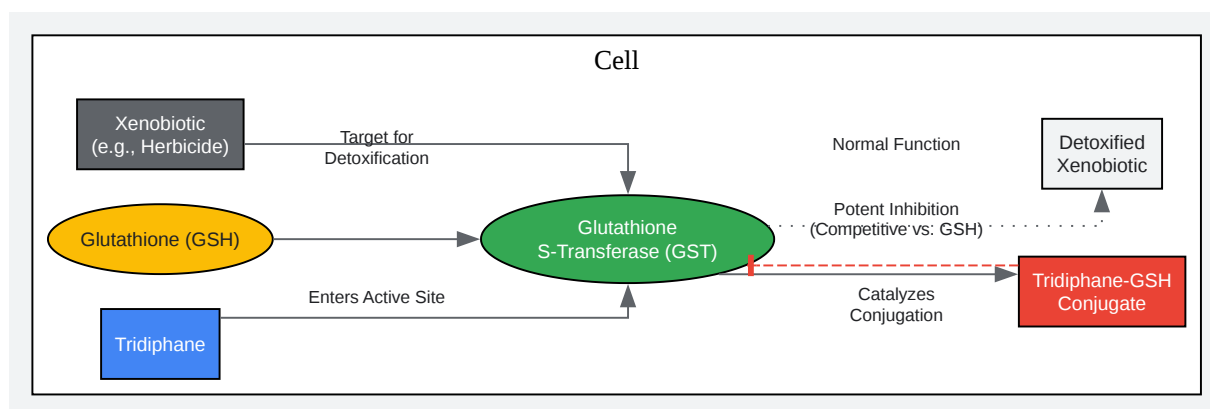 Cell
Xenobiotic
(e.g., Herbicide)
Target for
Detoxification
Normal Function
Detoxified
Xenobiotic
Glutathione (GSH)
Glutathione
S-Transferase (GST)
Potent Inhibition
(Competitive vs: GSH)
Enters Active Site
Catalyzes
Conjugation
Tridiphane-GSH
Conjugate
Tridiphane